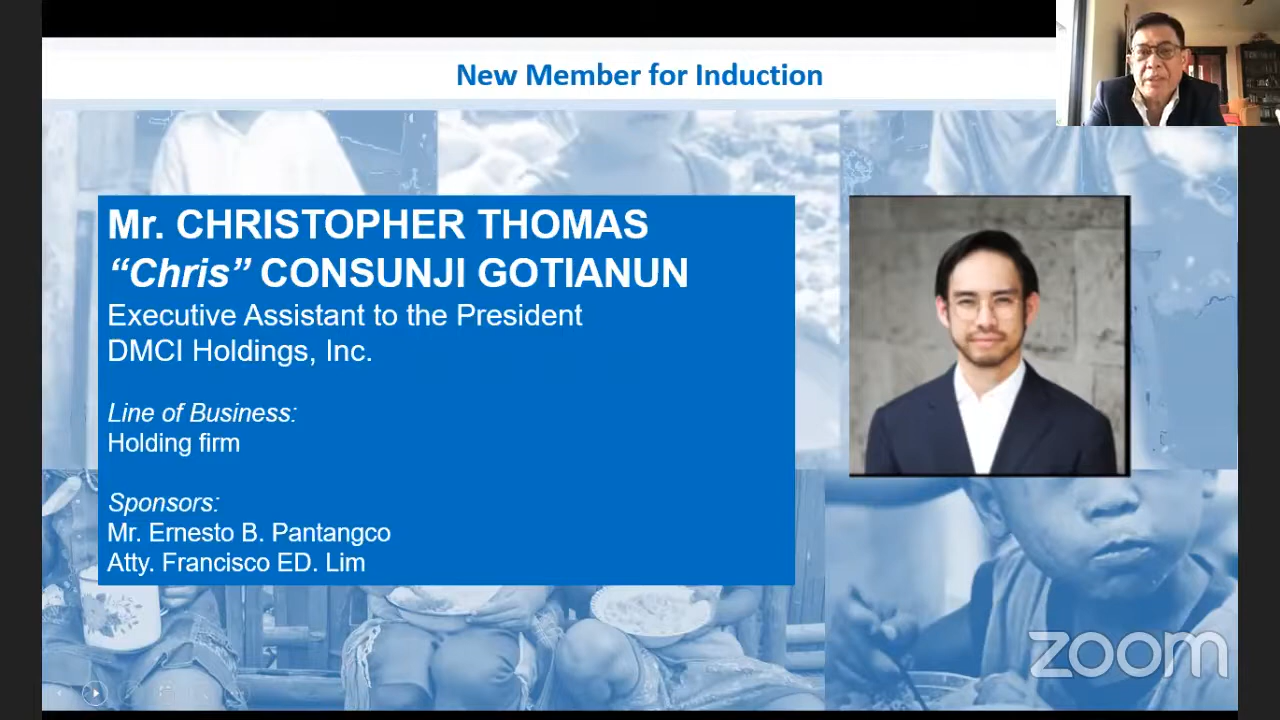 New Member for Induction
Mr. CHRISTOPHER THOMAS
“Chris” CONSUNJI GOTIANUN
Executive Assistant to the President
DMCI Holdings, Inc.
Line of Business:
Holding firm
Sponsors:
Mr. Ernesto B. Pantangco
Atty. Francisco ED. Lim
zoom